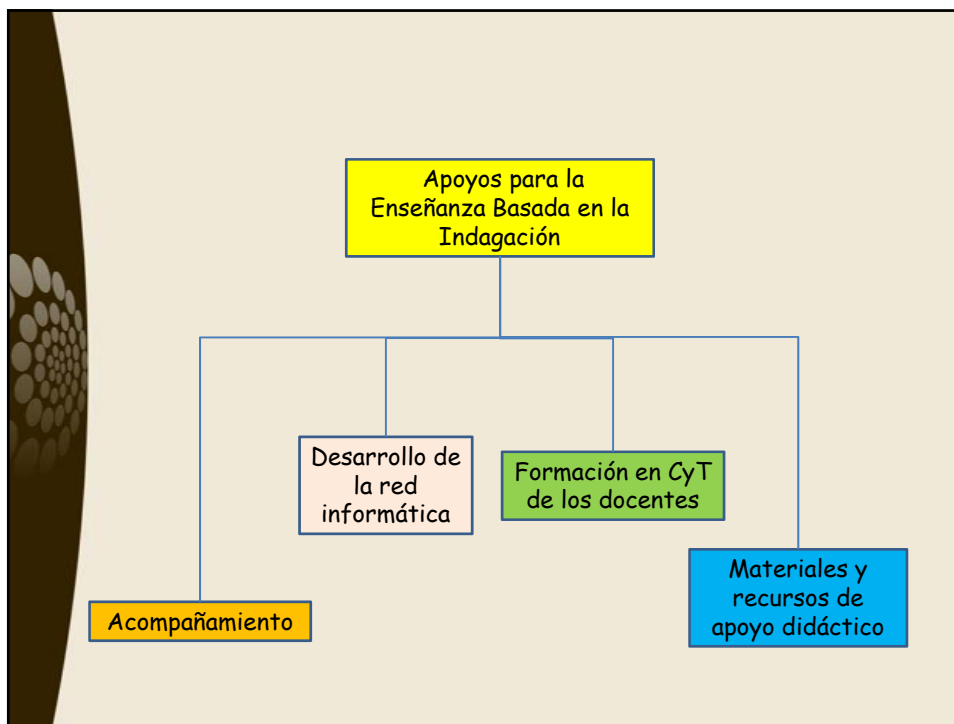 Apoyos para la
Enseñanza Basada en la
Indagación
Desarrollo de
la red
informática
Formación en CyT
de los docentes
Acompañamiento
Materiales y
recursos de
apoyo didáctico